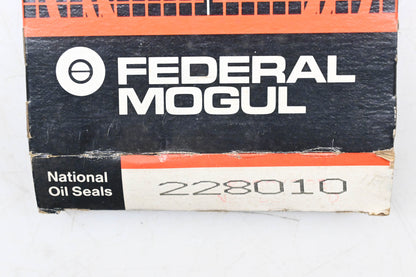 FEDERAL
MOGUL
National
Oil Seals
228010